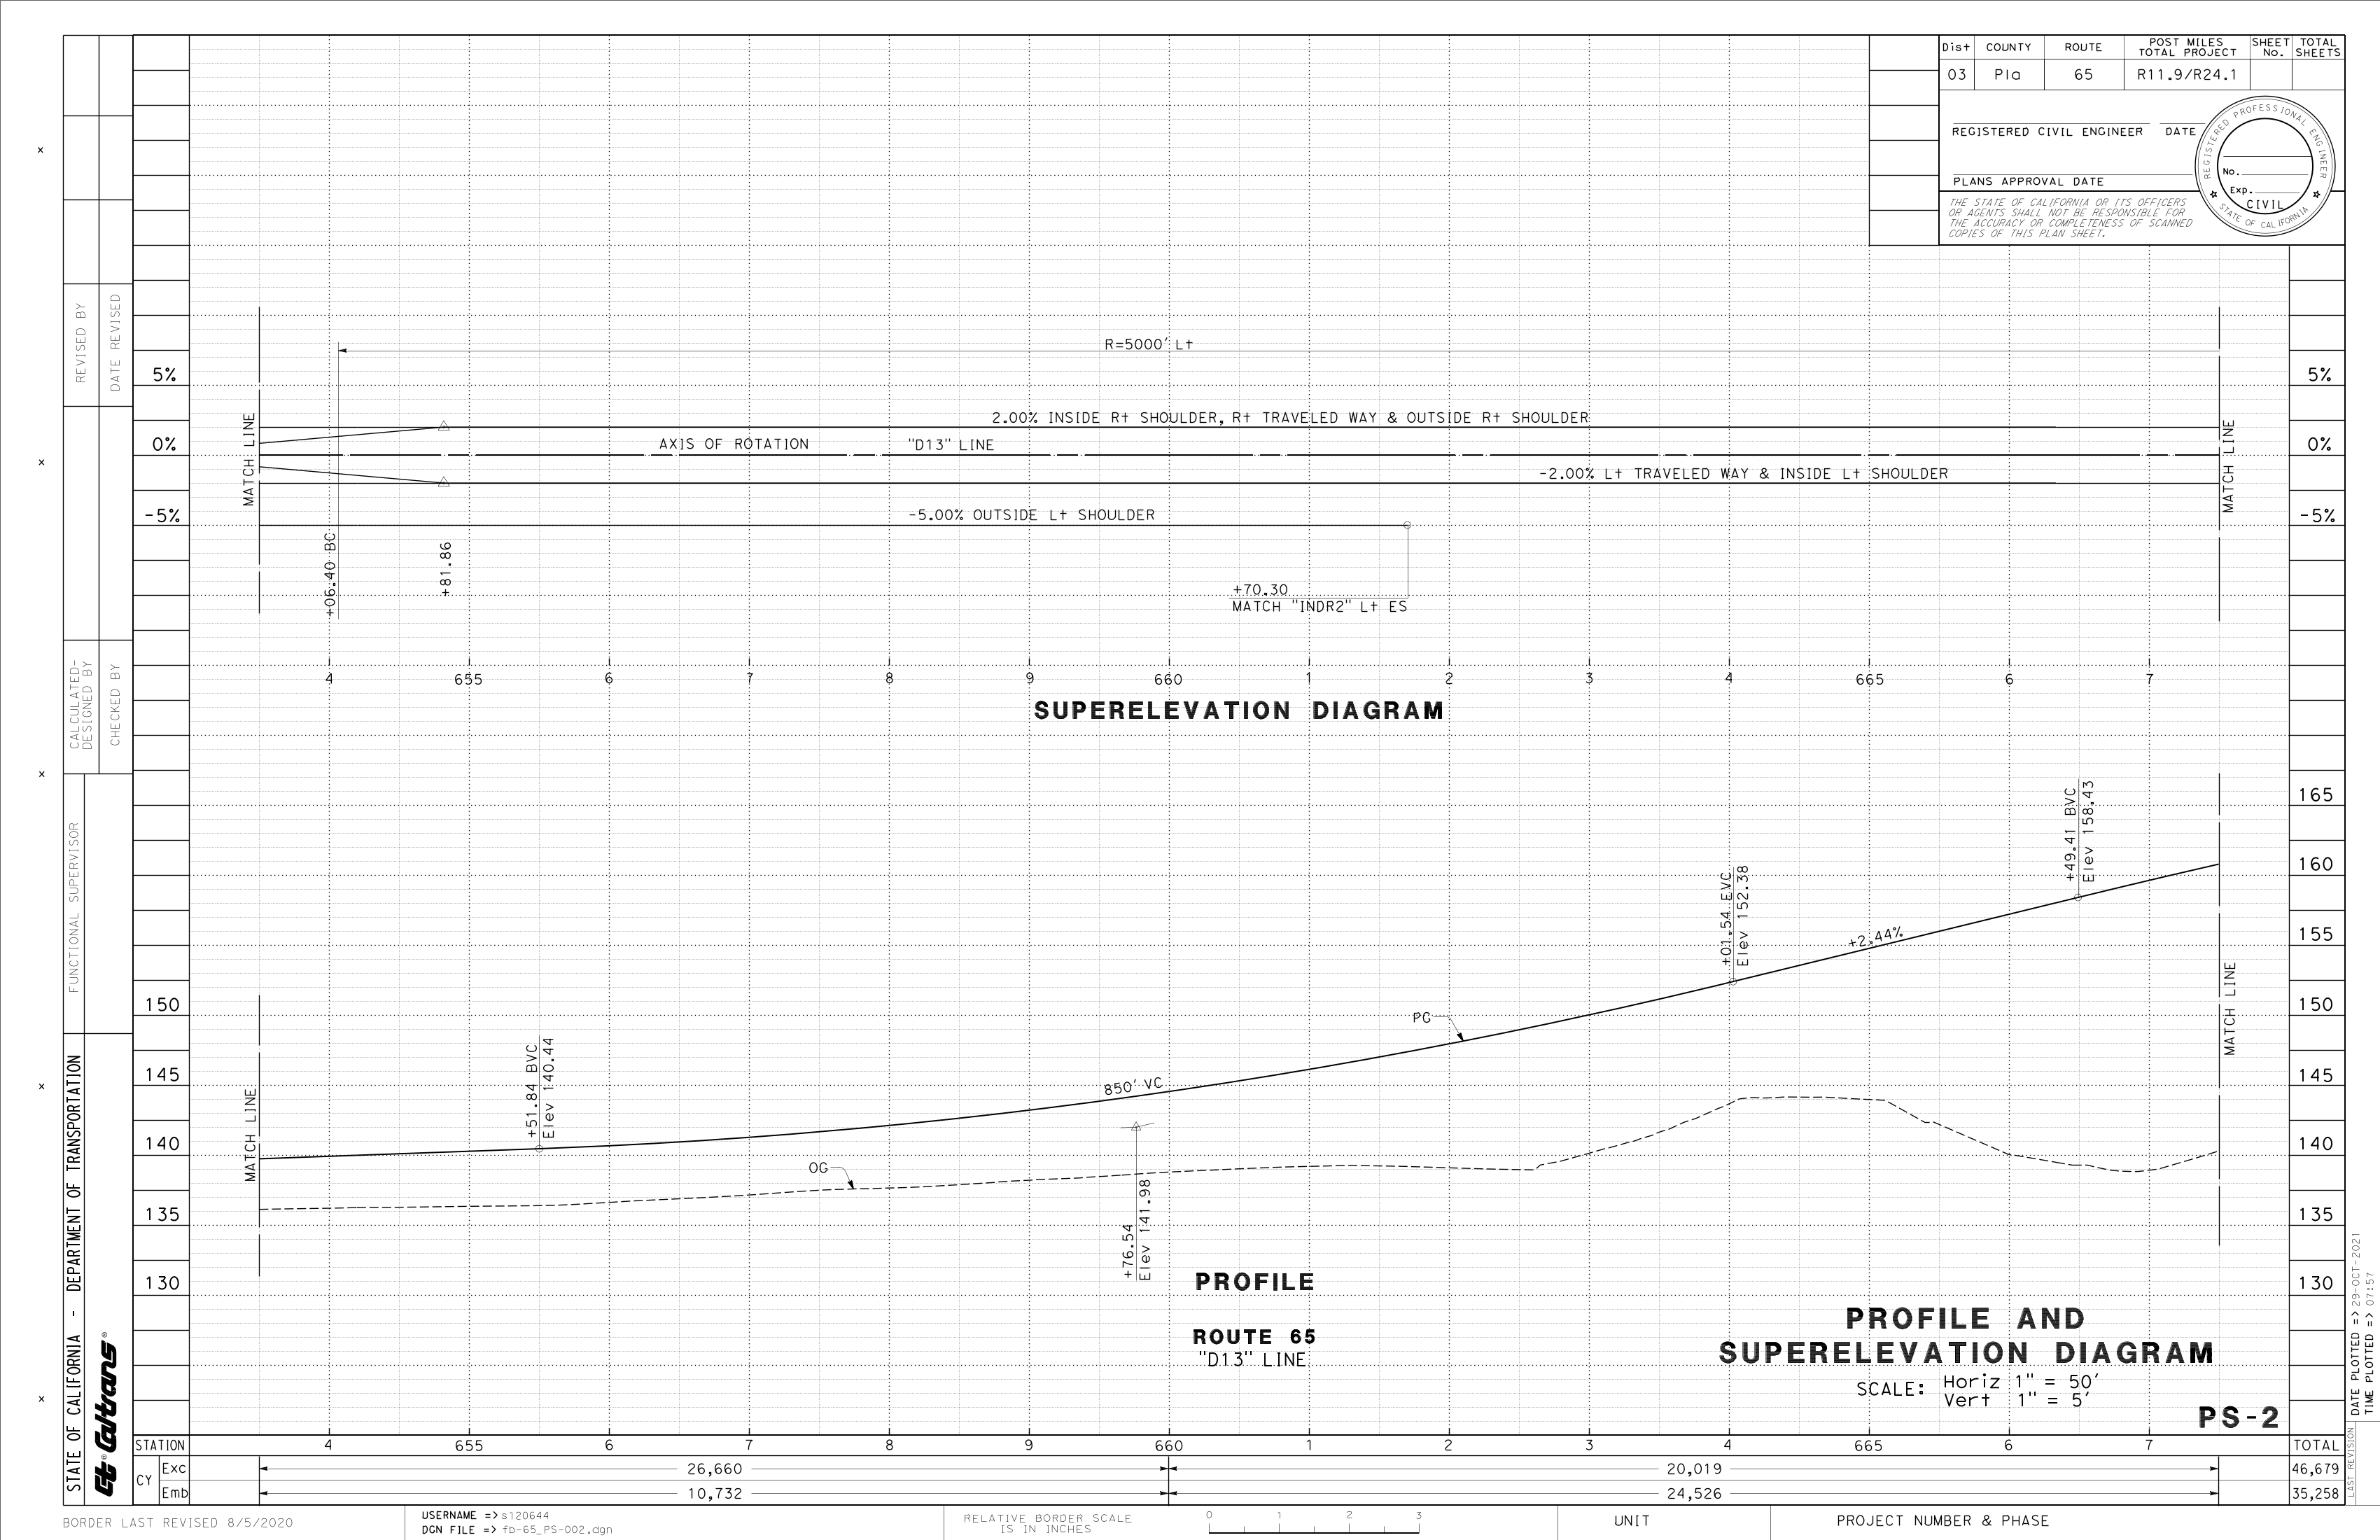 Dist COUNTY ROUTE POST MILES TOTAL PROJECT SHEET No. TOTAL SHEETS
03 Pla 65 R11.9/R24.1
REGISTERED CIVIL ENGINEER DATE
PLANS APPROVAL DATE
THE STATE OF CALIFORNIA OR ITS OFFICERS
OR AGENTS SHALL NOT BE RESPONSIBLE FOR
THE ACCURACY OR COMPLETENESS OF SCANNED
COPIES OF THIS PLAN SHEET.
REGISTERED PROFESSIONAL ENGINEER
No.
Exp.
CIVIL
STATE OF CALIFORNIA
REVISED BY
DATE REVISED
CALCULATED-
DESIGNED BY
CHECKED BY
FUNCTIONAL SUPERVISOR
STATE OF CALIFORNIA - DEPARTMENT OF TRANSPORTATION
Ct® Caltrans®
x
x
x
x
x
R=5000' Lt
5% 5%
2.00% INSIDE Rt SHOULDER, Rt TRAVELED WAY & OUTSIDE Rt SHOULDER
0% AXIS OF ROTATION "D13" LINE 0%
MATCH LINE
MATCH LINE
-2.00% Lt TRAVELED WAY & INSIDE Lt SHOULDER
-5% -5.00% OUTSIDE Lt SHOULDER -5%
+06.40 BC
+81.86
+70.30
MATCH "INDR2" Lt ES
4 655 6 7 8 9 660 1 2 3 4 665 6 7
SUPERELEVATION DIAGRAM
165
160
155
150 150
145 145
140 140
135 135
130 130
+49.41 BVC
Elev 158.43
+01.54 EVC
Elev 152.38
+2.44%
PG
MATCH LINE
+51.84 BVC
Elev 140.44
850' VC
MATCH LINE
OG
+76.54
Elev 141.98
PROFILE
ROUTE 65
"D13" LINE
PROFILE AND
SUPERELEVATION DIAGRAM
SCALE: Horiz 1" = 50'
Vert 1" = 5'
PS-2
STATION 4 655 6 7 8 9 660 1 2 3 4 665 6 7 TOTAL
CY
Exc 26,660 20,019 46,679
Emb 10,732 24,526 35,258
LAST REVISION
DATE PLOTTED => 29-OCT-2021
TIME PLOTTED => 07:57
BORDER LAST REVISED 8/5/2020
USERNAME => s120644
DGN FILE => fb-65_PS-002.dgn
RELATIVE BORDER SCALE
IS IN INCHES
0 1 2 3
UNIT
PROJECT NUMBER & PHASE